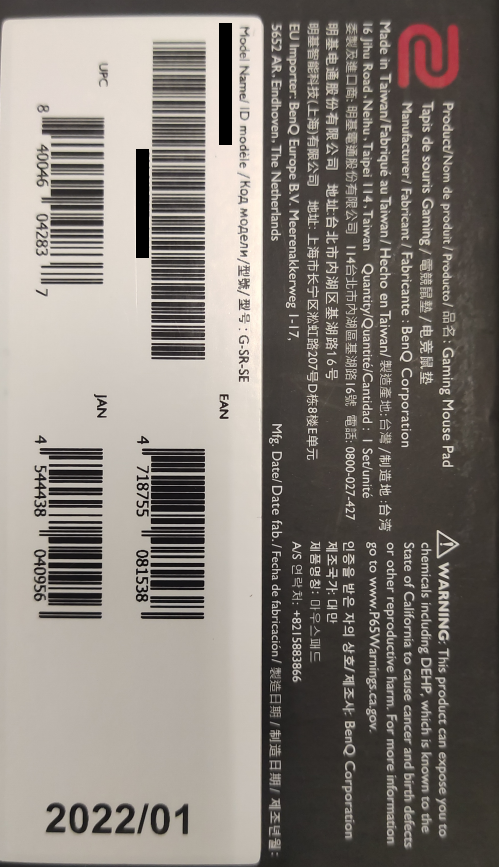 Product/Nom de produit / Producto/ 品名 : Gaming Mouse Pad
Tapis de souris Gaming / 電競鼠墊 / 电竞鼠垫
Manufacturer / Fabricant / Fabricante : BenQ Corporation
Made in Taiwan/Fabriqué au Taiwan / Hecho en Taiwan/ 製造產地: 台灣 /制造地 :台湾
16 Jihu Road, Neihu, Taipei 114, Taiwan Quantity/Quantité/Cantidad : 1 Set/unité
委製及進口商: 明基電通股份有限公司 114台北市內湖區基湖路16號 電話: 0800-027-427
明基电通股份有限公司 地址:台北市内湖区基湖路16号
明基智能科技(上海)有限公司 地址: 上海市长宁区淞虹路207号D栋8楼E单元
EU Importer: BenQ Europe B.V. Meerenakkerweg 1-17,
5652 AR, Eindhoven, The Netherlands
WARNING: This product can expose you to
chemicals including DEHP, which is known to the
State of California to cause cancer and birth defects
or other reproductive harm. For more information
go to www.P65Warnings.ca.gov.
인증을 받은 자의 상호/제조사: BenQ Corporation
제조국가: 대만
제품명칭: 마우스패드
A/S 연락처: +8215883866
Mfg. Date/Date fab. / Fecha de fabricación / 製造日期 / 制造日期/ 제조년월:
Model Name/ ID modèle /Код модели/型號/ 型号 : G-SR-SE
EAN
4 718755 081538
UPC
8 40046 04283 7
JAN
4 544438 040956
2022/01